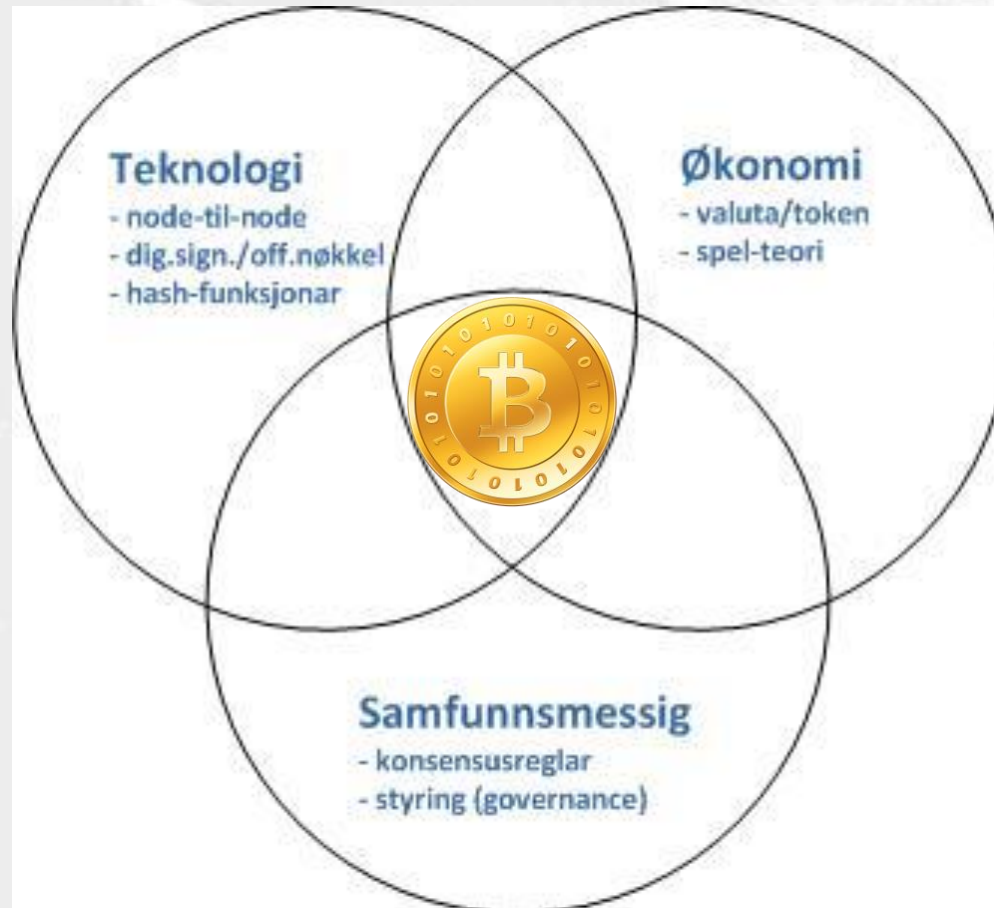 Teknologi
- node-til-node
- dig.sign./off.nøkkel
- hash-funksjonar
Økonomi
- valuta/token
- spel-teori
Samfunnsmessig
- konsensusreglar
- styring (governance)